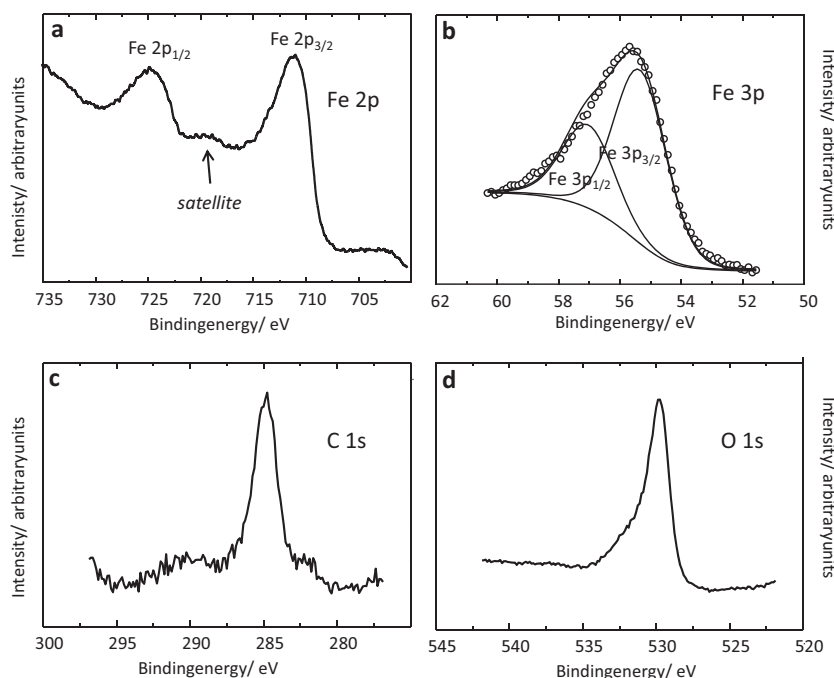 a
Fe 2p1/2
Fe 2p3/2
Fe 2p
satellite
Intenisty/ arbitraryunits
735 730 725 720 715 710 705
Bindingenergy/ eV
b
Fe 3p
Fe 3p3/2
Fe 3p1/2
Intensity/ arbitraryunits
62 60 58 56 54 52 50
Bindingenergy/ eV
c
C 1s
Intensity/ arbitraryunits
300 295 290 285 280
Bindingenergy/ eV
d
O 1s
Intensity/ arbitraryunits
545 540 535 530 525 520
Bindingenergy/ eV